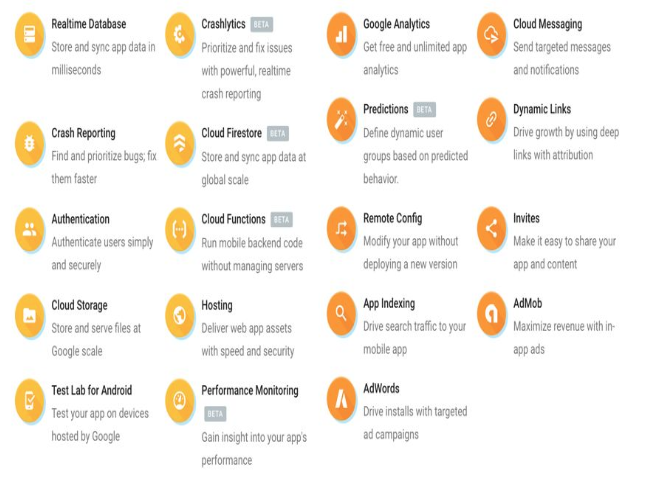 Realtime Database
Store and sync app data in
milliseconds
Crashlytics BETA
Prioritize and fix issues
with powerful, realtime
crash reporting
Google Analytics
Get free and unlimited app
analytics
Cloud Messaging
Send targeted messages
and notifications
Crash Reporting
Find and prioritize bugs; fix
them faster
Cloud Firestore BETA
Store and sync app data at
global scale
Predictions BETA
Define dynamic user
groups based on predicted
behavior.
Dynamic Links
Drive growth by using deep
links with attribution
Authentication
Authenticate users simply
and securely
Cloud Functions BETA
Run mobile backend code
without managing servers
Remote Config
Modify your app without
deploying a new version
Invites
Make it easy to share your
app and content
Cloud Storage
Store and serve files at
Google scale
Hosting
Deliver web app assets
with speed and security
App Indexing
Drive search traffic to your
mobile app
AdMob
Maximize revenue with in-
app ads
Test Lab for Android
Test your app on devices
hosted by Google
Performance Monitoring
BETA
Gain insight into your app's
performance
AdWords
Drive installs with targeted
ad campaigns